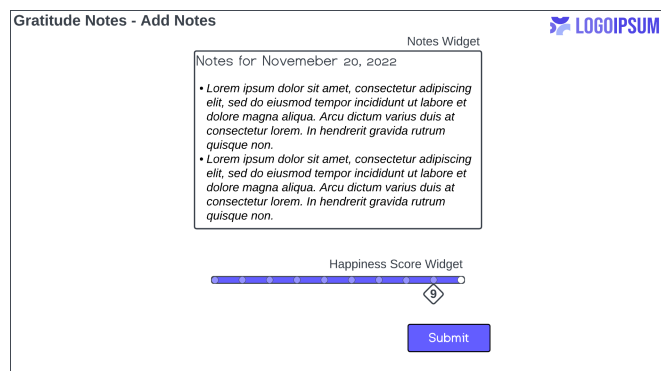 Gratitude Notes - Add Notes
LOGOIPSUM
Notes Widget
Notes for Novemeber 20, 2022
• Lorem ipsum dolor sit amet, consectetur adipiscing
elit, sed do eiusmod tempor incididunt ut labore et
dolore magna aliqua. Arcu dictum varius duis at
consectetur lorem. In hendrerit gravida rutrum
quisque non.
• Lorem ipsum dolor sit amet, consectetur adipiscing
elit, sed do eiusmod tempor incididunt ut labore et
dolore magna aliqua. Arcu dictum varius duis at
consectetur lorem. In hendrerit gravida rutrum
quisque non.
Happiness Score Widget
9
Submit